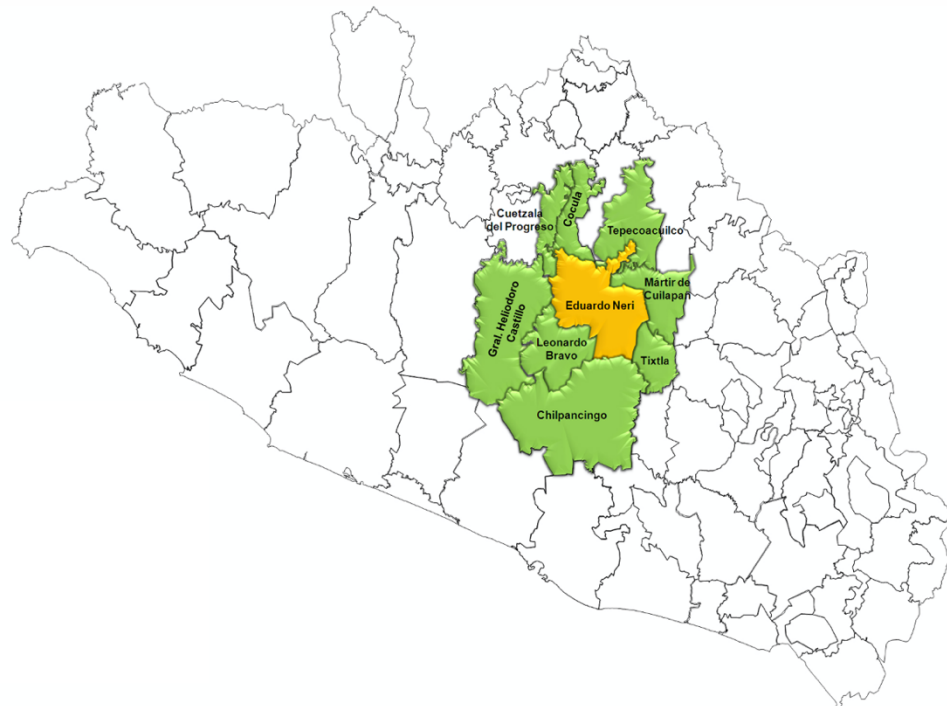 Cuetzala
del Progreso
Cocula
Tepecoacuilco
Mártir de
Cuilapan
Eduardo Neri
Gral. Heliodoro
Castillo
Leonardo
Bravo
Tixtla
Chilpancingo